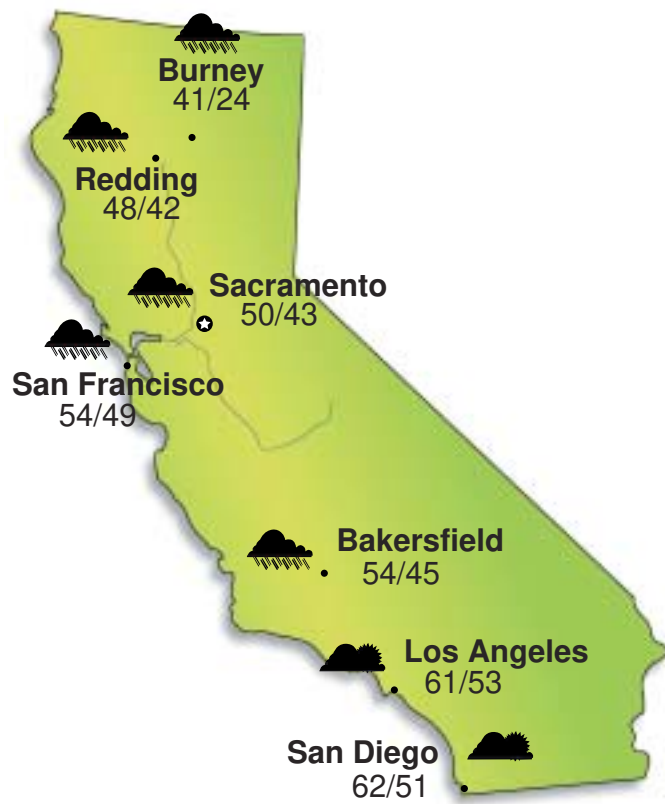 Burney
41/24
Redding
48/42
Sacramento
50/43
San Francisco
54/49
Bakersfield
54/45
Los Angeles
61/53
San Diego
62/51